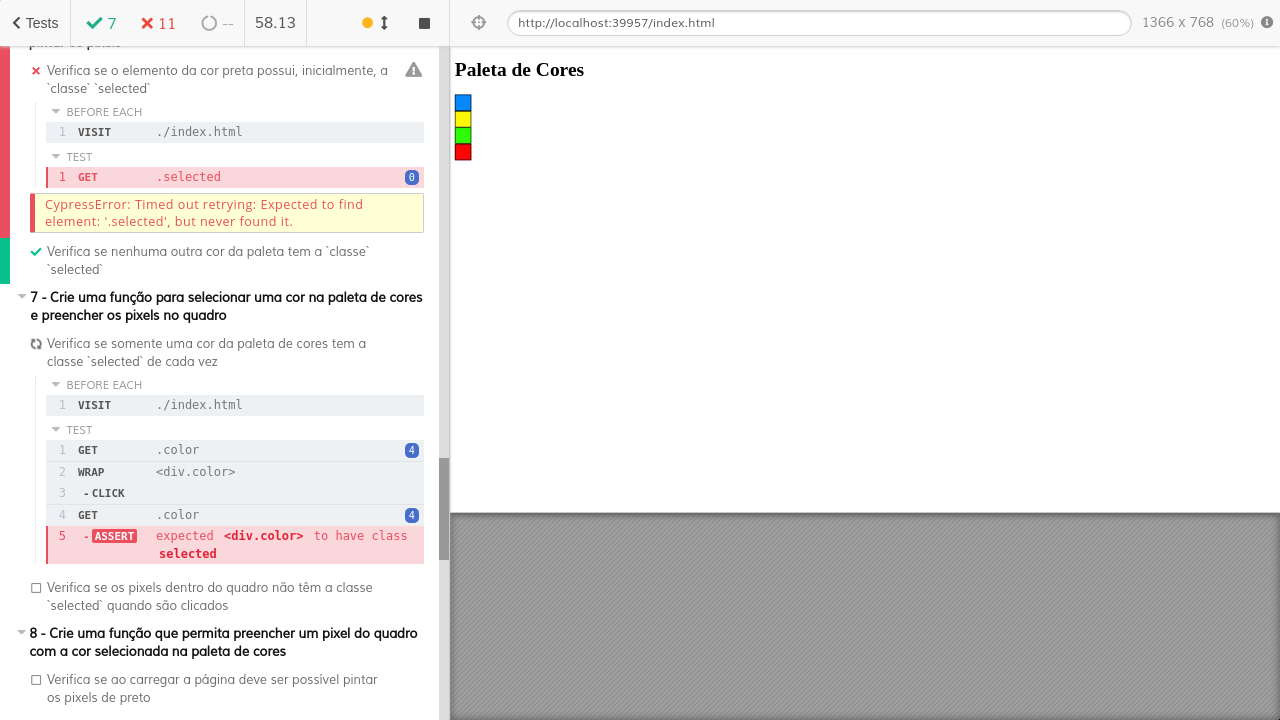 Tests 7 11 -- 58.13 http://localhost:39957/index.html 1366 x 768 (60%)
pintar os pixels
Verifica se o elemento da cor preta possui, inicialmente, a
`classe` `selected`
BEFORE EACH
1 VISIT ./index.html
TEST
1 GET .selected 0
CypressError: Timed out retrying: Expected to find
element: '.selected', but never found it.
Verifica se nenhuma outra cor da paleta tem a `classe`
`selected`
7 - Crie uma função para selecionar uma cor na paleta de cores
e preencher os pixels no quadro
Verifica se somente uma cor da paleta de cores tem a
classe `selected` de cada vez
BEFORE EACH
1 VISIT ./index.html
TEST
1 GET .color 4
2 WRAP <div.color>
3 - CLICK
4 GET .color 4
5 - ASSERT expected <div.color> to have class
selected
Verifica se os pixels dentro do quadro não têm a classe
`selected` quando são clicados
8 - Crie uma função que permita preencher um pixel do quadro
com a cor selecionada na paleta de cores
Verifica se ao carregar a página deve ser possível pintar
os pixels de preto
Paleta de Cores